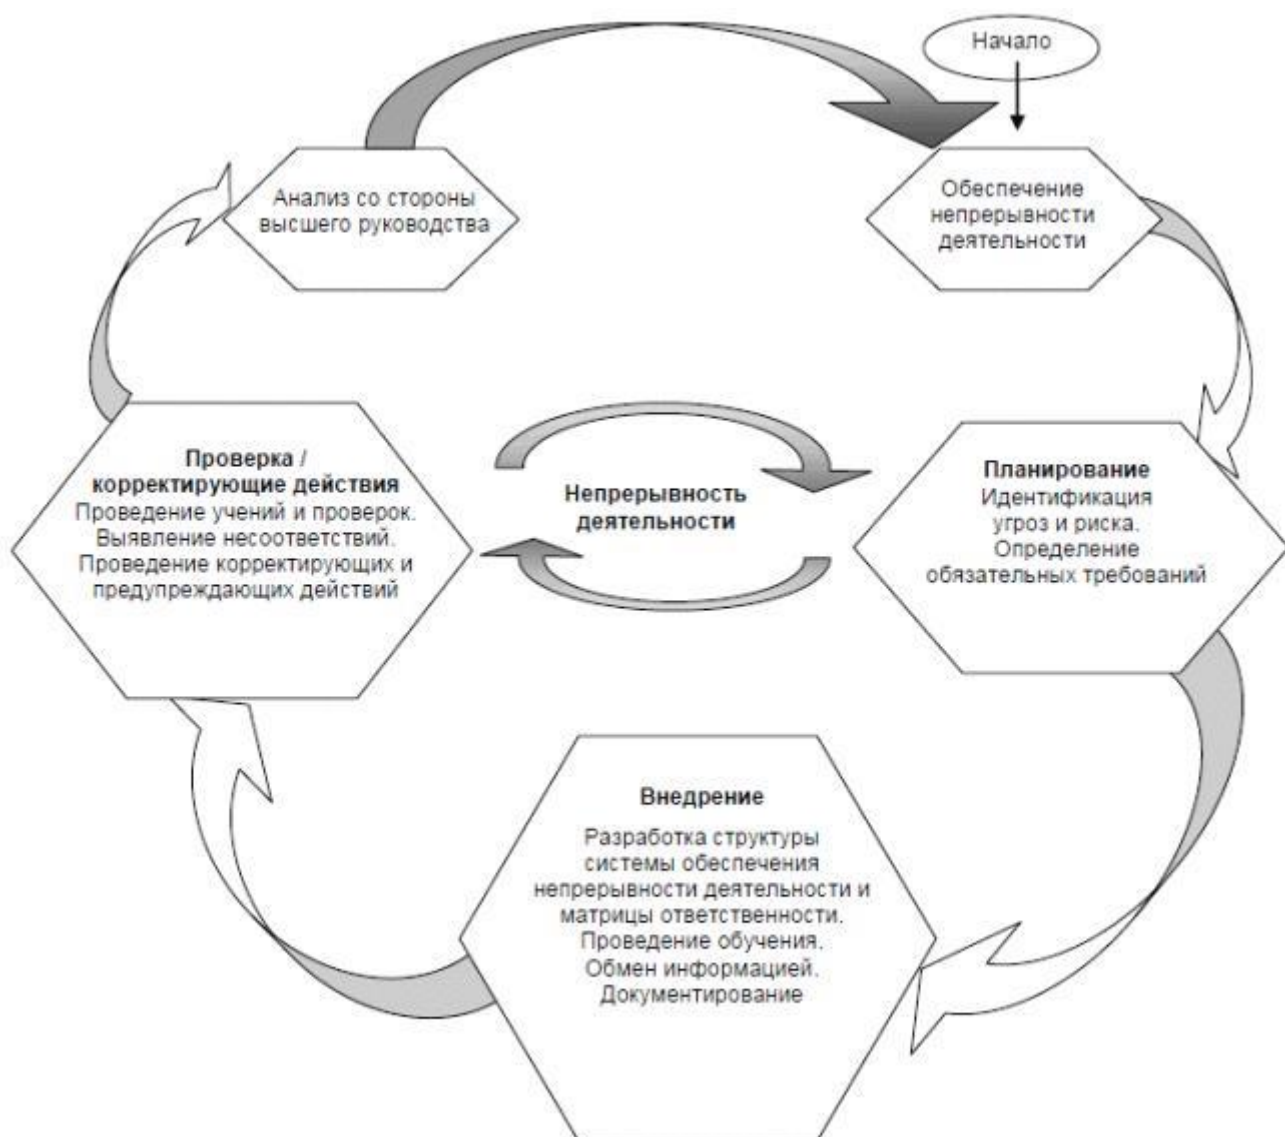 Начало
Анализ со стороны
высшего руководства
Обеспечение
непрерывности
деятельности
Проверка /
корректирующие действия
Проведение учений и проверок.
Выявление несоответствий.
Проведение корректирующих и
предупреждающих действий
Непрерывность
деятельности
Планирование
Идентификация
угроз и риска.
Определение
обязательных требований
Внедрение
Разработка структуры
системы обеспечения
непрерывности деятельности и
матрицы ответственности.
Проведение обучения.
Обмен информацией.
Документирование